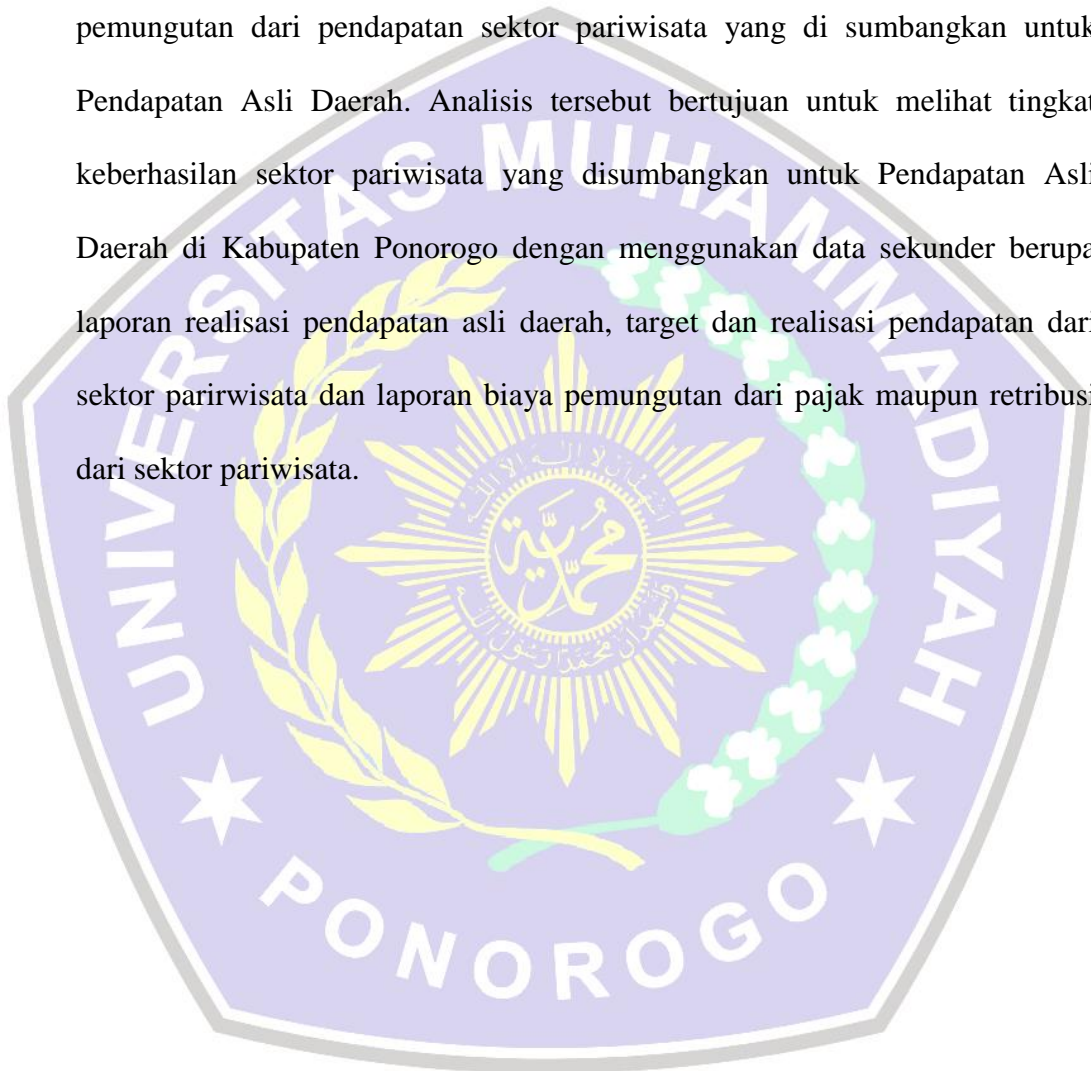 pemungutan dari pendapatan sektor pariwisata yang di sumbangkan untuk
Pendapatan Asli Daerah. Analisis tersebut bertujuan untuk melihat tingkat
keberhasilan sektor pariwisata yang disumbangkan untuk Pendapatan Asli
Daerah di Kabupaten Ponorogo dengan menggunakan data sekunder berupa
laporan realisasi pendapatan asli daerah, target dan realisasi pendapatan dari
sektor parirwisata dan laporan biaya pemungutan dari pajak maupun retribusi
dari sektor pariwisata.
UNIVERSITAS MUHAMMADIYAH
PONOROGO
محمدية